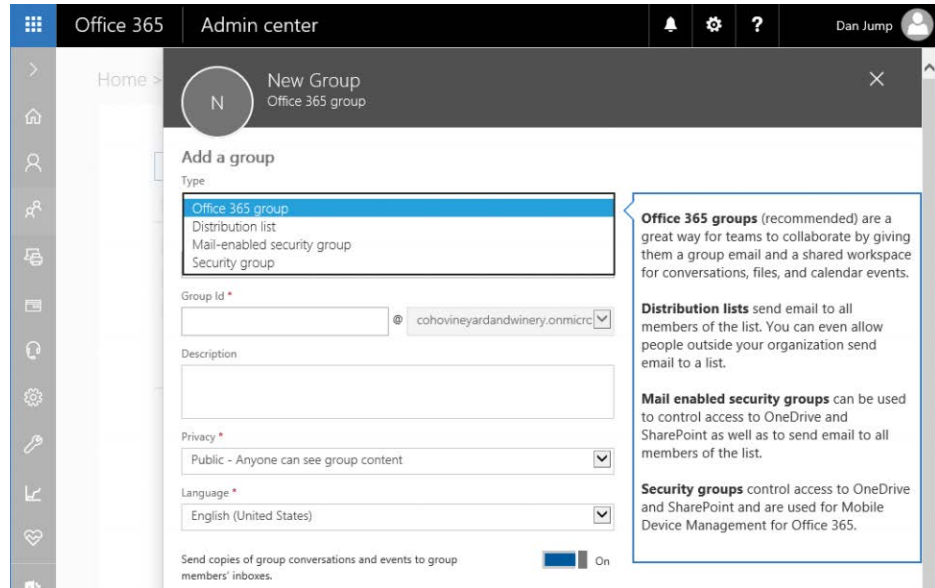 Office 365
Admin center
?
Dan Jump
Home >
N
New Group
Office 365 group
Add a group
Type
Office 365 group
Distribution list
Mail-enabled security group
Security group
Group Id *
@ cohovineyardandwinery.onmicrc
Description
Privacy *
Public - Anyone can see group content
Language *
English (United States)
Send copies of group conversations and events to group
members' inboxes.
On
Office 365 groups (recommended) are a
great way for teams to collaborate by giving
them a group email and a shared workspace
for conversations, files, and calendar events.
Distribution lists send email to all
members of the list. You can even allow
people outside your organization send
email to a list.
Mail enabled security groups can be used
to control access to OneDrive and
SharePoint as well as to send email to all
members of the list.
Security groups control access to OneDrive
and SharePoint and are used for Mobile
Device Management for Office 365.